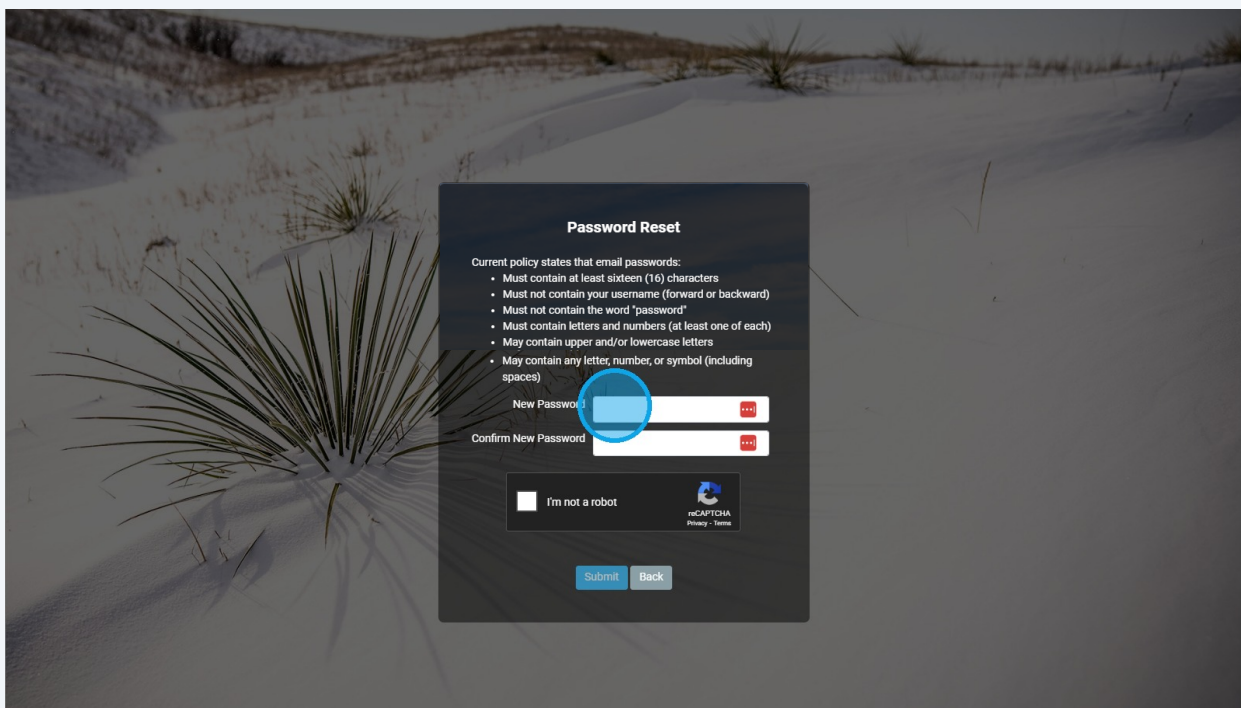 Password Reset
Current policy states that email passwords:
• Must contain at least sixteen (16) characters
• Must not contain your username (forward or backward)
• Must not contain the word "password"
• Must contain letters and numbers (at least one of each)
• May contain upper and/or lowercase letters
• May contain any letter, number, or symbol (including
spaces)
New Password
Confirm New Password
I'm not a robot
reCAPTCHA
Privacy - Terms
Submit Back